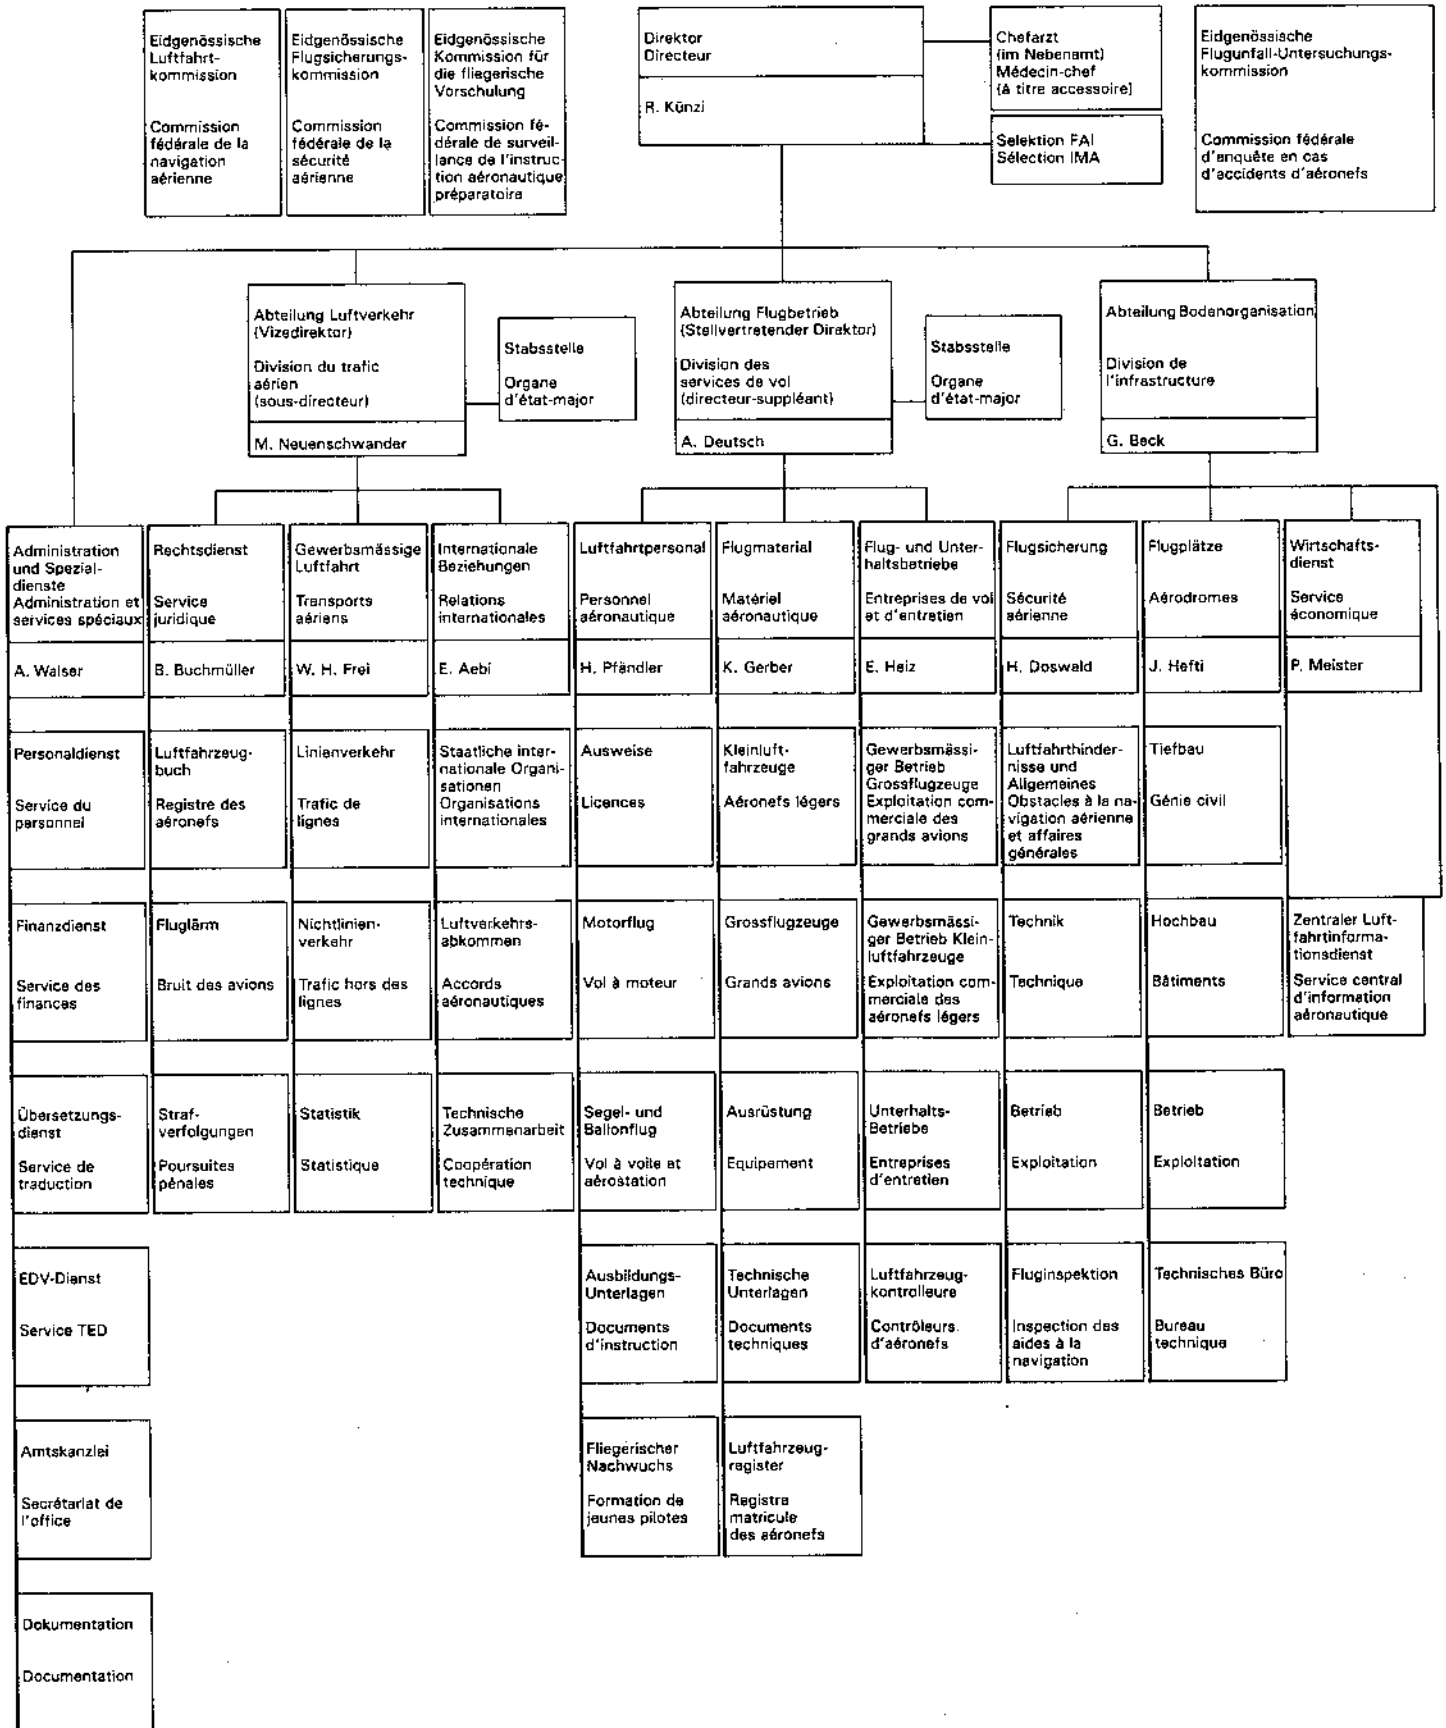 Eidgenössische
Luftfahrt-
kommission
Commission
fédérale de la
navigation
aérienne
Eidgenössische
Flugsicherungs-
kommission
Commission
fédérale de la
sécurité
aérienne
Eidgenössische
Kommission für
die fliegerische
Vorschulung
Commission fé-
dérale de surveil-
lance de l'instruc-
tion aéronautique
préparatoire
Direktor
Directeur
R. Künzi
Chefarzt
(im Nebenamt)
Médecin-chef
(à titre accessoire)
Selektion FAI
Sélection IMA
Eidgenössische
Flugunfall-Untersuchungs-
kommission
Commission fédérale
d'enquête en cas
d'accidents d'aéronefs
Abteilung Luftverkehr
(Vizedirektor)
Division du trafic
aérien
(sous-directeur)
M. Neuenschwander
Stabsstelle
Organe
d'état-major
Abteilung Flugbetrieb
(Stellvertretender Direktor)
Division des
services de vol
(directeur-suppléant)
A. Deutsch
Stabsstelle
Organe
d'état-major
Abteilung Bodenorganisation
Division de
l'infrastructure
G. Beck
Administration
und Spezial-
dienste
Administration et
services spéciaux
A. Walser
Rechtsdienst
Service
juridique
B. Buchmüller
Gewerbsmässige
Luftfahrt
Transports
aériens
W. H. Frei
Internationale
Beziehungen
Relations
internationales
E. Aebi
Luftfahrtpersonal
Personnel
aéronautique
H. Pfändler
Flugmaterial
Matériel
aéronautique
K. Gerber
Flug- und Unter-
haltsbetriebe
Entreprises de vol
et d'entretien
E. Heiz
Flugsicherung
Sécurité
aérienne
H. Doswald
Flugplätze
Aérodromes
J. Hefti
Wirtschafts-
dienst
Service
économique
P. Meister
Personaldienst
Service du
personnel
Luftfahrzeug-
buch
Registre des
aéronefs
Linienverkehr
Trafic de
lignes
Staatliche inter-
nationale Organi-
sationen
Organisations
internationales
Ausweise
Licences
Kleinluft-
fahrzeuge
Aéronefs légers
Gewerbsmässi-
ger Betrieb
Grossflugzeuge
Exploitation com-
merciale des
grands avions
Luftfahrthinder-
nisse und
Allgemeines
Obstacles à la na-
vigation aérienne
et affaires
générales
Tiefbau
Génie civil
Finanzdienst
Service des
finances
Fluglärm
Bruit des avions
Nichtlinien-
verkehr
Trafic hors des
lignes
Luftverkehrs-
abkommen
Accords
aéronautiques
Motorflug
Vol à moteur
Grossflugzeuge
Grands avions
Gewerbsmässi-
ger Betrieb Klein-
luftfahrzeuge
Exploitation com-
merciale des
aéronefs légers
Technik
Technique
Hochbau
Bâtiments
Zentraler Luft-
fahrtinforma-
tionsdienst
Service central
d'information
aéronautique
Übersetzungs-
dienst
Service de
traduction
Straf-
verfolgungen
Poursuites
pénales
Statistik
Statistique
Technische
Zusammenarbeit
Coopération
technique
Segel- und
Ballonflug
Vol à voile et
aérostation
Ausrüstung
Equipement
Unterhalts-
Betriebe
Entreprises
d'entretien
Betrieb
Exploitation
Betrieb
Exploitation
EDV-Dienst
Service TED
Ausbildungs-
Unterlagen
Documents
d'instruction
Technische
Unterlagen
Documents
techniques
Luftfahrzeug-
kontrolleure
Contrôleurs
d'aéronefs
Fluginspektion
Inspection des
aides à la
navigation
Technisches Büro
Bureau
technique
Amtskanzlei
Secrétariat de
l'office
Fliegerischer
Nachwuchs
Formation de
jeunes pilotes
Luftfahrzeug-
register
Registre
matricule
des aéronefs
Dokumentation
Documentation